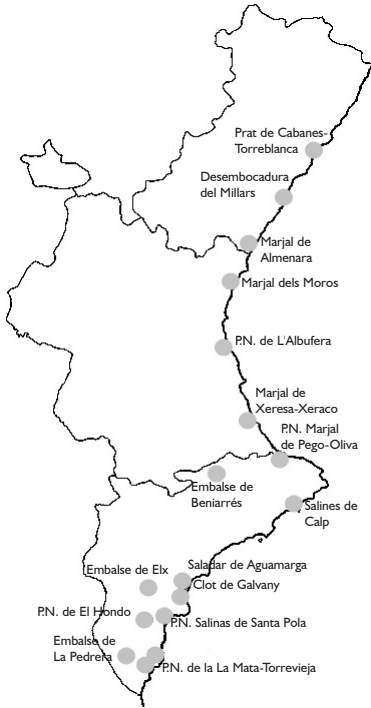 Prat de Cabanes-
Torreblanca
Desembocadura
del Millars
Marjal de
Almenara
Marjal dels Moros
P.N. de L'Albufera
Marjal de
Xeresa-Xeraco
P.N. Marjal
de Pego-Oliva
Embalse de
Beniarrés
Salines de
Calp
Saladar de Aguamarga
Embalse de Elx
Clot de Galvany
P.N. de El Hondo
P.N. Salinas de Santa Pola
Embalse de
La Pedrera
P.N. de la La Mata-Torrevieja